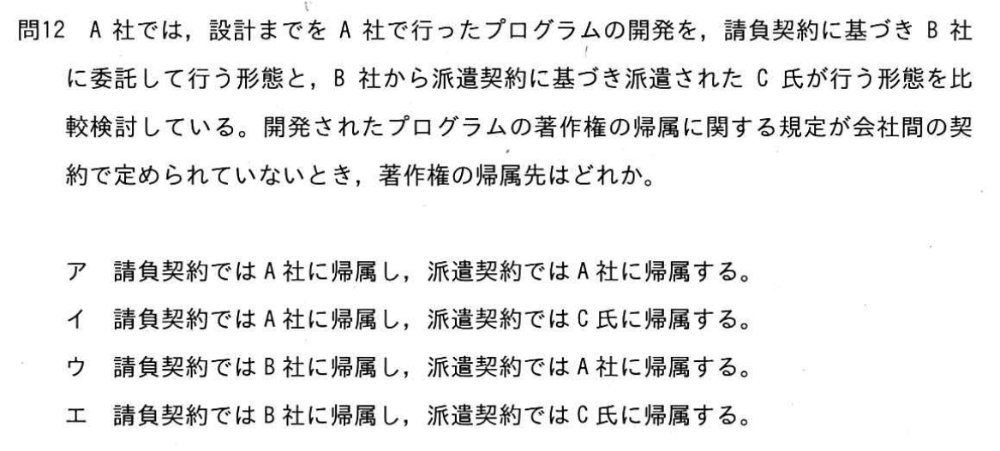 問12 A 社では，設計までを A 社で行ったプログラムの開発を，請負契約に基づき B 社
に委託して行う形態と，B 社から派遣契約に基づき派遣された C 氏が行う形態を比
較検討している。開発されたプログラムの著作権の帰属に関する規定が会社間の契
約で定められていないとき，著作権の帰属先はどれか。
ア 請負契約では A 社に帰属し，派遣契約では A 社に帰属する。
イ 請負契約では A 社に帰属し，派遣契約では C 氏に帰属する。
ウ 請負契約では B 社に帰属し，派遣契約では A 社に帰属する。
エ 請負契約では B 社に帰属し，派遣契約では C 氏に帰属する。